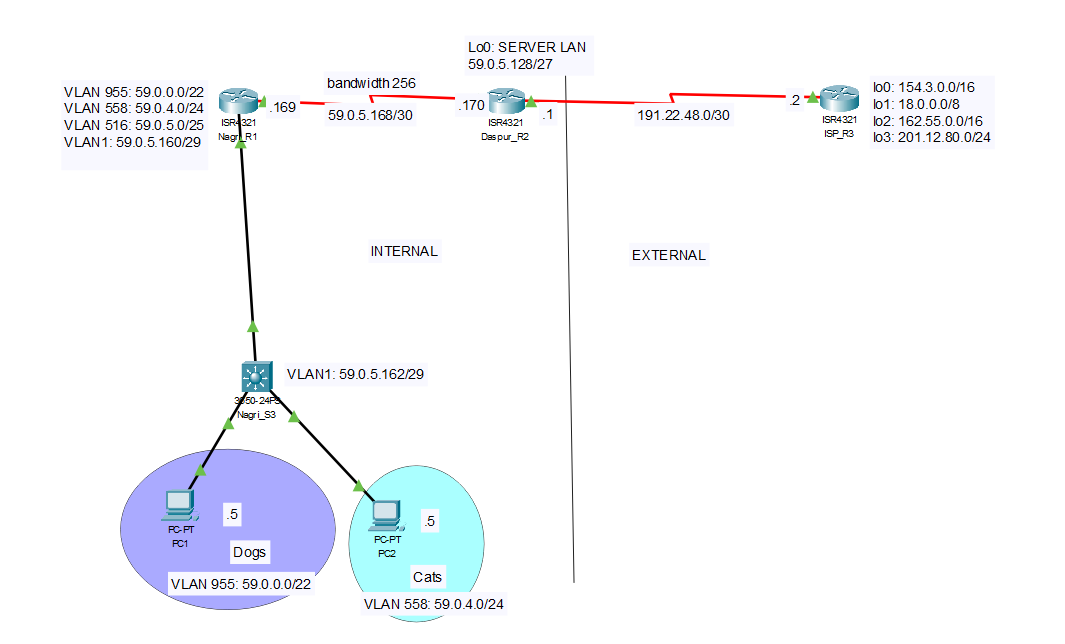 Lo0: SERVER LAN
59.0.5.128/27
bandwidth 256
VLAN 955: 59.0.0.0/22
VLAN 558: 59.0.4.0/24
VLAN 516: 59.0.5.0/25
VLAN1: 59.0.5.160/29
.169
59.0.5.168/30
.170
.1
191.22.48.0/30
.2
ISR4321
Nagri_R1
ISR4321
Daspur_R2
ISR4321
ISP_R3
lo0: 154.3.0.0/16
lo1: 18.0.0.0/8
lo2: 162.55.0.0/16
lo3: 201.12.80.0/24
INTERNAL
EXTERNAL
VLAN1: 59.0.5.162/29
3650-24PS
Nagri_S3
.5
PC-PT
PC1
Dogs
VLAN 955: 59.0.0.0/22
.5
PC-PT
PC2
Cats
VLAN 558: 59.0.4.0/24